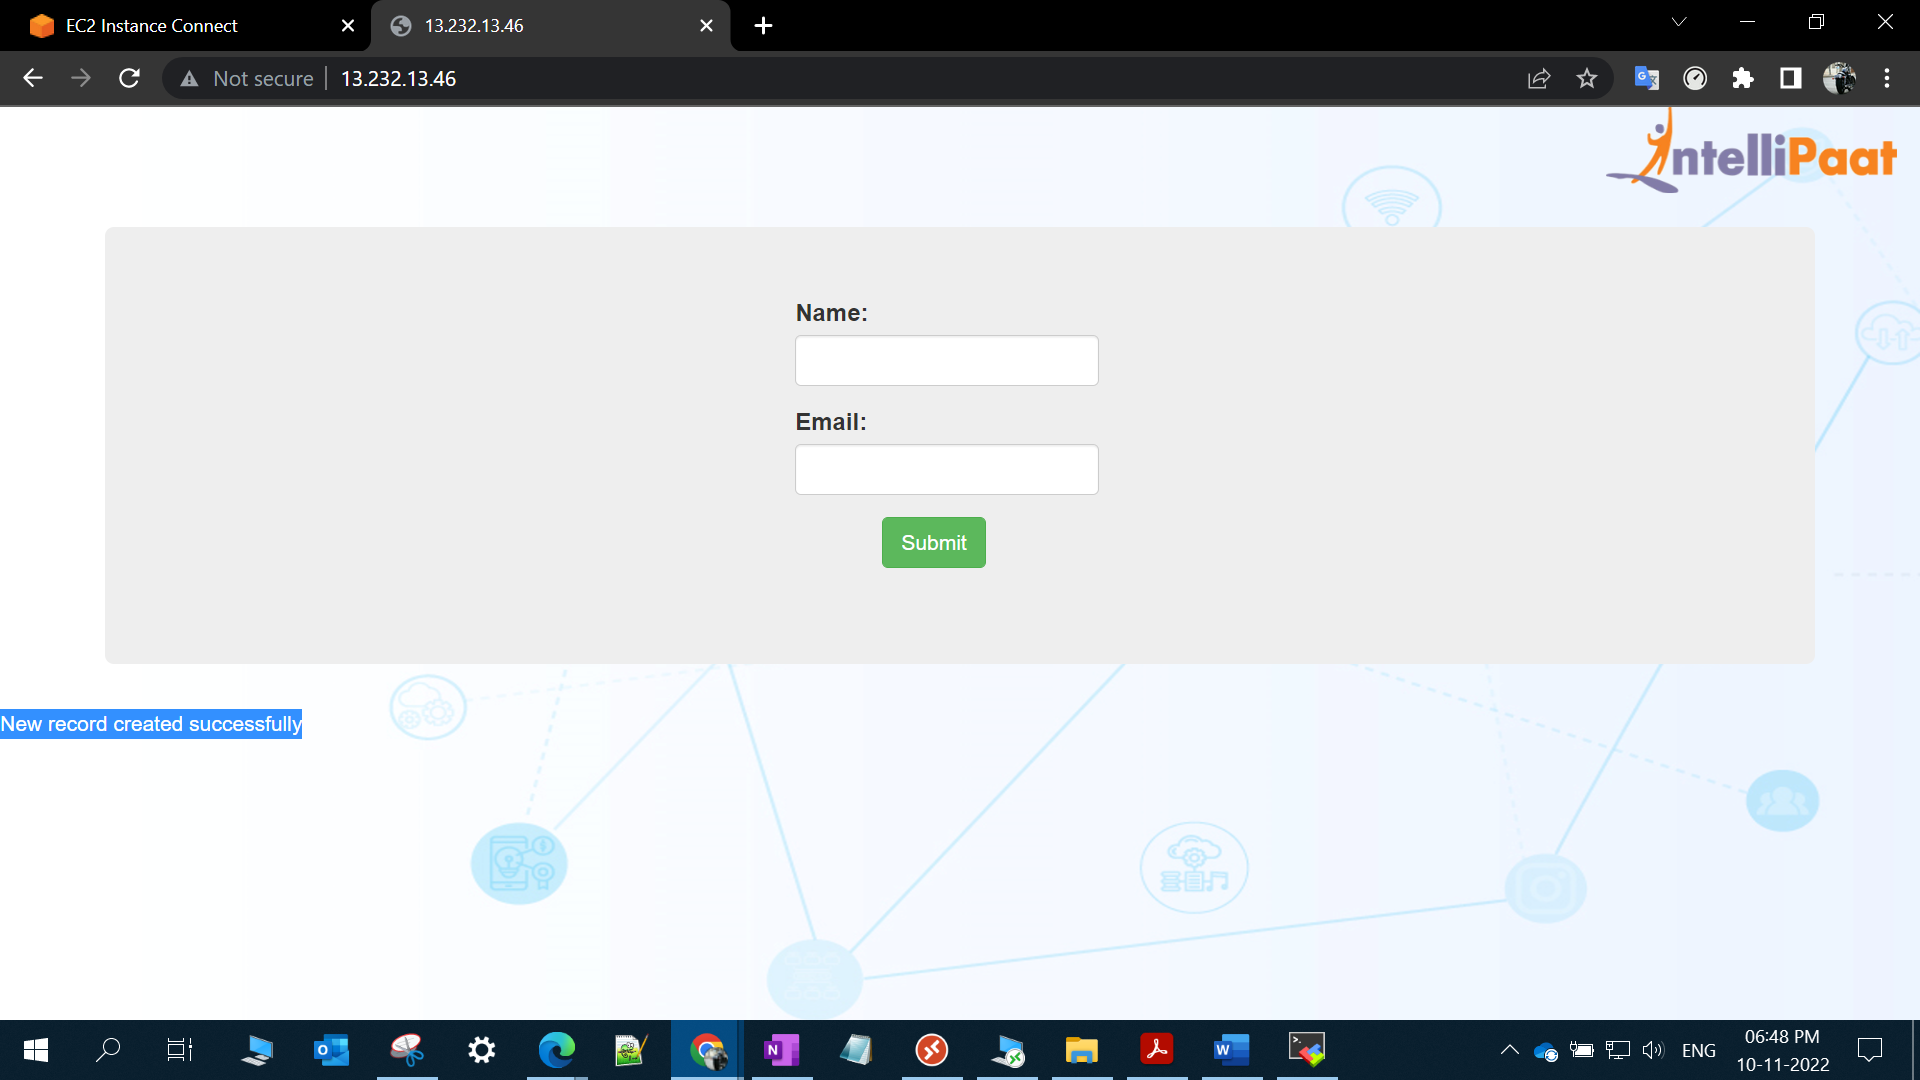 EC2 Instance Connect
13.232.13.46
Not secure
13.232.13.46
IntelliPaat
Name:
Email:
Submit
New record created successfully
ENG
06:48 PM
10-11-2022